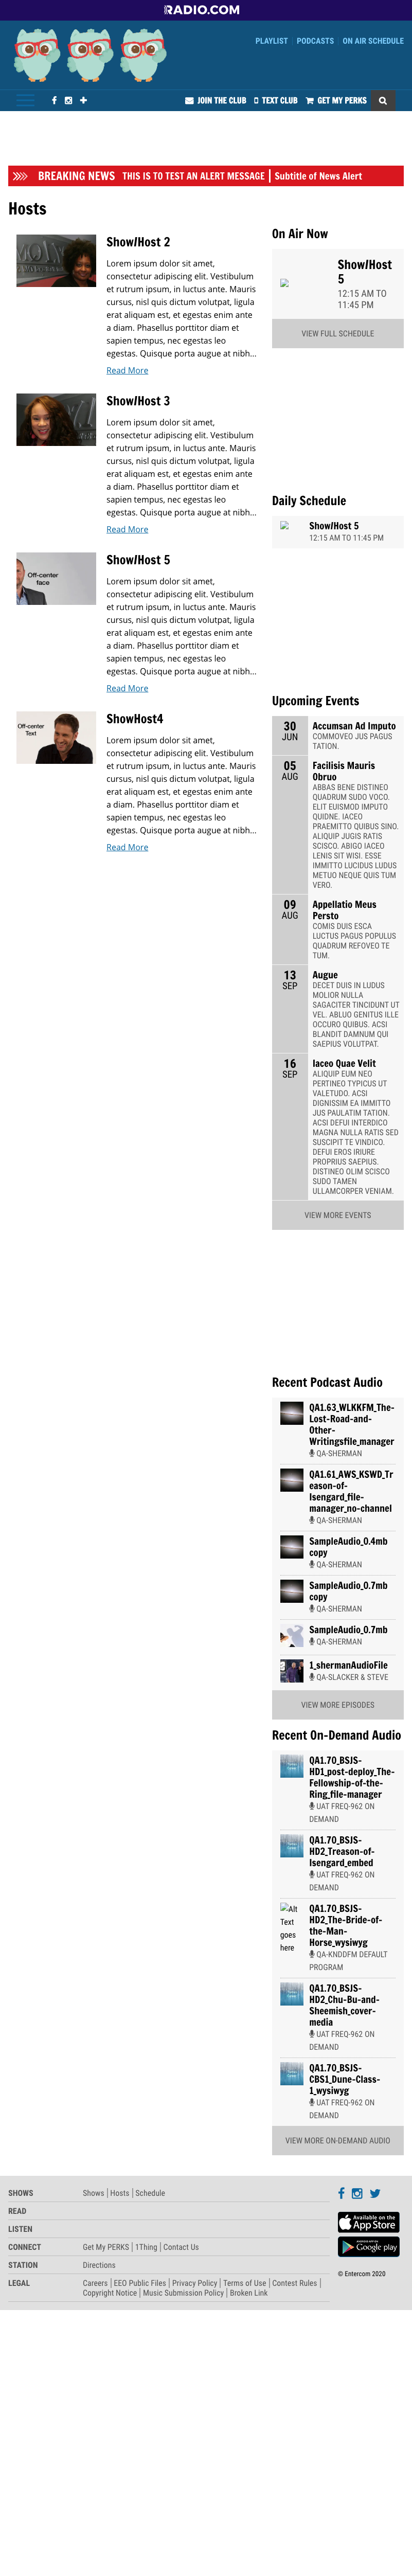 RADIO.COM
PLAYLIST PODCASTS ON AIR SCHEDULE
JOIN THE CLUB TEXT CLUB GET MY PERKS
BREAKING NEWS THIS IS TO TEST AN ALERT MESSAGE | Subtitle of News Alert
Hosts
Show/Host 2
Lorem ipsum dolor sit amet,
consectetur adipiscing elit. Vestibulum
et rutrum ipsum, in luctus ante. Mauris
cursus, nisl quis dictum volutpat, ligula
erat aliquam est, et egestas enim ante
a diam. Phasellus porttitor diam et
sapien tempus, nec egestas leo
egestas. Quisque porta augue at nibh...
Read More
Show/Host 3
Lorem ipsum dolor sit amet,
consectetur adipiscing elit. Vestibulum
et rutrum ipsum, in luctus ante. Mauris
cursus, nisl quis dictum volutpat, ligula
erat aliquam est, et egestas enim ante
a diam. Phasellus porttitor diam et
sapien tempus, nec egestas leo
egestas. Quisque porta augue at nibh...
Read More
Off-center
face
Show/Host 5
Lorem ipsum dolor sit amet,
consectetur adipiscing elit. Vestibulum
et rutrum ipsum, in luctus ante. Mauris
cursus, nisl quis dictum volutpat, ligula
erat aliquam est, et egestas enim ante
a diam. Phasellus porttitor diam et
sapien tempus, nec egestas leo
egestas. Quisque porta augue at nibh...
Read More
Off-center
Text
ShowHost4
Lorem ipsum dolor sit amet,
consectetur adipiscing elit. Vestibulum
et rutrum ipsum, in luctus ante. Mauris
cursus, nisl quis dictum volutpat, ligula
erat aliquam est, et egestas enim ante
a diam. Phasellus porttitor diam et
sapien tempus, nec egestas leo
egestas. Quisque porta augue at nibh...
Read More
On Air Now
Show/Host
5
12:15 AM TO
11:45 PM
VIEW FULL SCHEDULE
Daily Schedule
Show/Host 5
12:15 AM TO 11:45 PM
Upcoming Events
30
JUN
Accumsan Ad Imputo
COMMOVEO JUS PAGUS
TATION.
05
AUG
Facilisis Mauris
Obruo
ABBAS BENE DISTINEO
QUADRUM SUDO VOCO.
ELIT EUISMOD IMPUTO
QUIDNE. IACEO
PRAEMITTO QUIBUS SINO.
ALIQUIP JUGIS RATIS
SCISCO. ABIGO IACEO
LENIS SIT WISI. ESSE
IMMITTO LUCIDUS LUDUS
METUO NEQUE QUIS TUM
VERO.
09
AUG
Appellatio Meus
Persto
COMIS DUIS ESCA
LUCTUS PAGUS POPULUS
QUADRUM REFOVEO TE
TUM.
13
SEP
Augue
DECET DUIS IN LUDUS
MOLIOR NULLA
SAGACITER TINCIDUNT UT
VEL. ABLUO GENITUS ILLE
OCCURO QUIBUS. ACSI
BLANDIT DAMNUM QUI
SAEPIUS VOLUTPAT.
16
SEP
Iaceo Quae Velit
ALIQUIP EUM NEO
PERTINEO TYPICUS UT
VALETUDO. ACSI
DIGNISSIM EA IMMITTO
JUS PAULATIM TATION.
ACSI DEFUI INTERDICO
MAGNA NULLA RATIS SED
SUSCIPIT TE VINDICO.
DEFUI EROS IRIURE
PROPRIUS SAEPIUS.
DISTINEO OLIM SCISCO
SUDO TAMEN
ULLAMCORPER VENIAM.
VIEW MORE EVENTS
Recent Podcast Audio
QA1.63_WLKKFM_The-
Lost-Road-and-
Other-
Writingsfile_manager
QA-SHERMAN
QA1.61_AWS_KSWD_Tr
eason-of-
Isengard_file-
manager_no-channel
QA-SHERMAN
SampleAudio_0.4mb
copy
QA-SHERMAN
SampleAudio_0.7mb
copy
QA-SHERMAN
SampleAudio_0.7mb
QA-SHERMAN
1_shermanAudioFile
QA-SLACKER & STEVE
VIEW MORE EPISODES
Recent On-Demand Audio
QA1.70_BSJS-
HD1_post-deploy_The-
Fellowship-of-the-
Ring_file-manager
UAT FREQ-962 ON
DEMAND
QA1.70_BSJS-
HD2_Treason-of-
Isengard_embed
UAT FREQ-962 ON
DEMAND
Alt
Text
goes
here
QA1.70_BSJS-
HD2_The-Bride-of-
the-Man-
Horse_wysiwyg
QA-KNDDFM DEFAULT
PROGRAM
QA1.70_BSJS-
HD2_Chu-Bu-and-
Sheemish_cover-
media
UAT FREQ-962 ON
DEMAND
QA1.70_BSJS-
CBS1_Dune-Class-
1_wysiwyg
UAT FREQ-962 ON
DEMAND
VIEW MORE ON-DEMAND AUDIO
SHOWS Shows | Hosts | Schedule
READ
LISTEN
CONNECT Get My PERKS | 1Thing | Contact Us
STATION Directions
LEGAL Careers | EEO Public Files | Privacy Policy | Terms of Use | Contest Rules |
Copyright Notice | Music Submission Policy | Broken Link
Available on the
App Store
ANDROID APP ON
Google play
© Entercom 2020